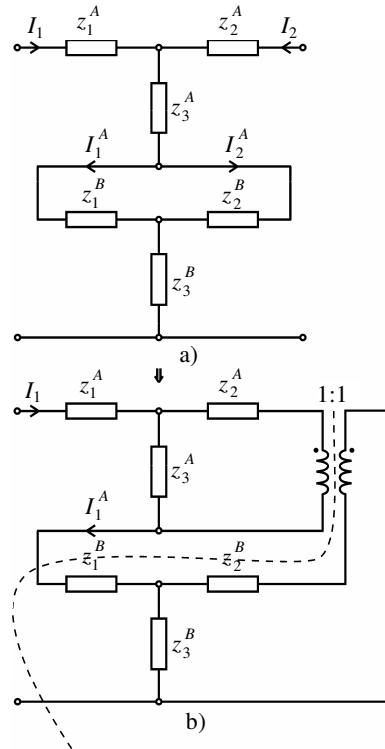 I₁ z₁ᴬ z₂ᴬ I₂
z₃ᴬ
I₁ᴬ I₂ᴬ
z₁ᴮ z₂ᴮ
z₃ᴮ
a)
⇓
I₁ z₁ᴬ z₂ᴬ 1:1
z₃ᴬ
I₁ᴬ
z₁ᴮ z₂ᴮ
z₃ᴮ
b)